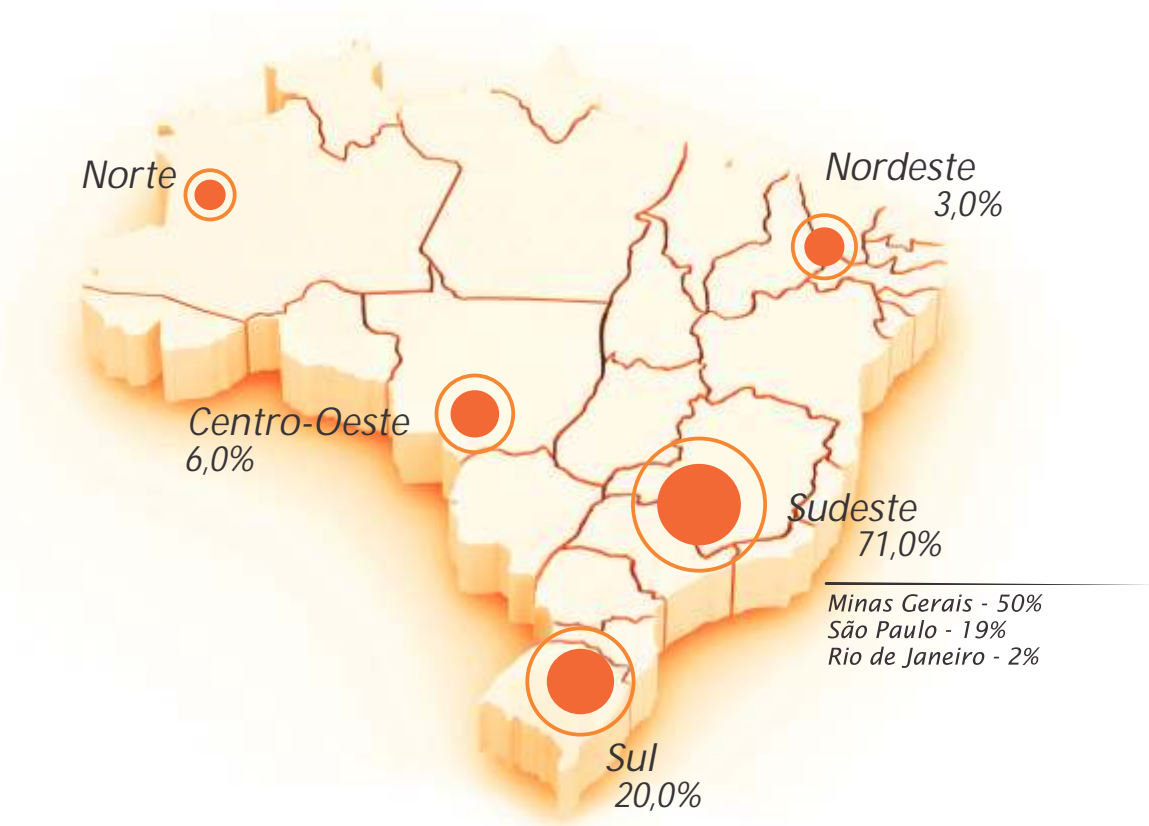 Norte
Nordeste
3,0%
Centro-Oeste
6,0%
Sudeste
71,0%
Minas Gerais - 50%
São Paulo - 19%
Rio de Janeiro - 2%
Sul
20,0%